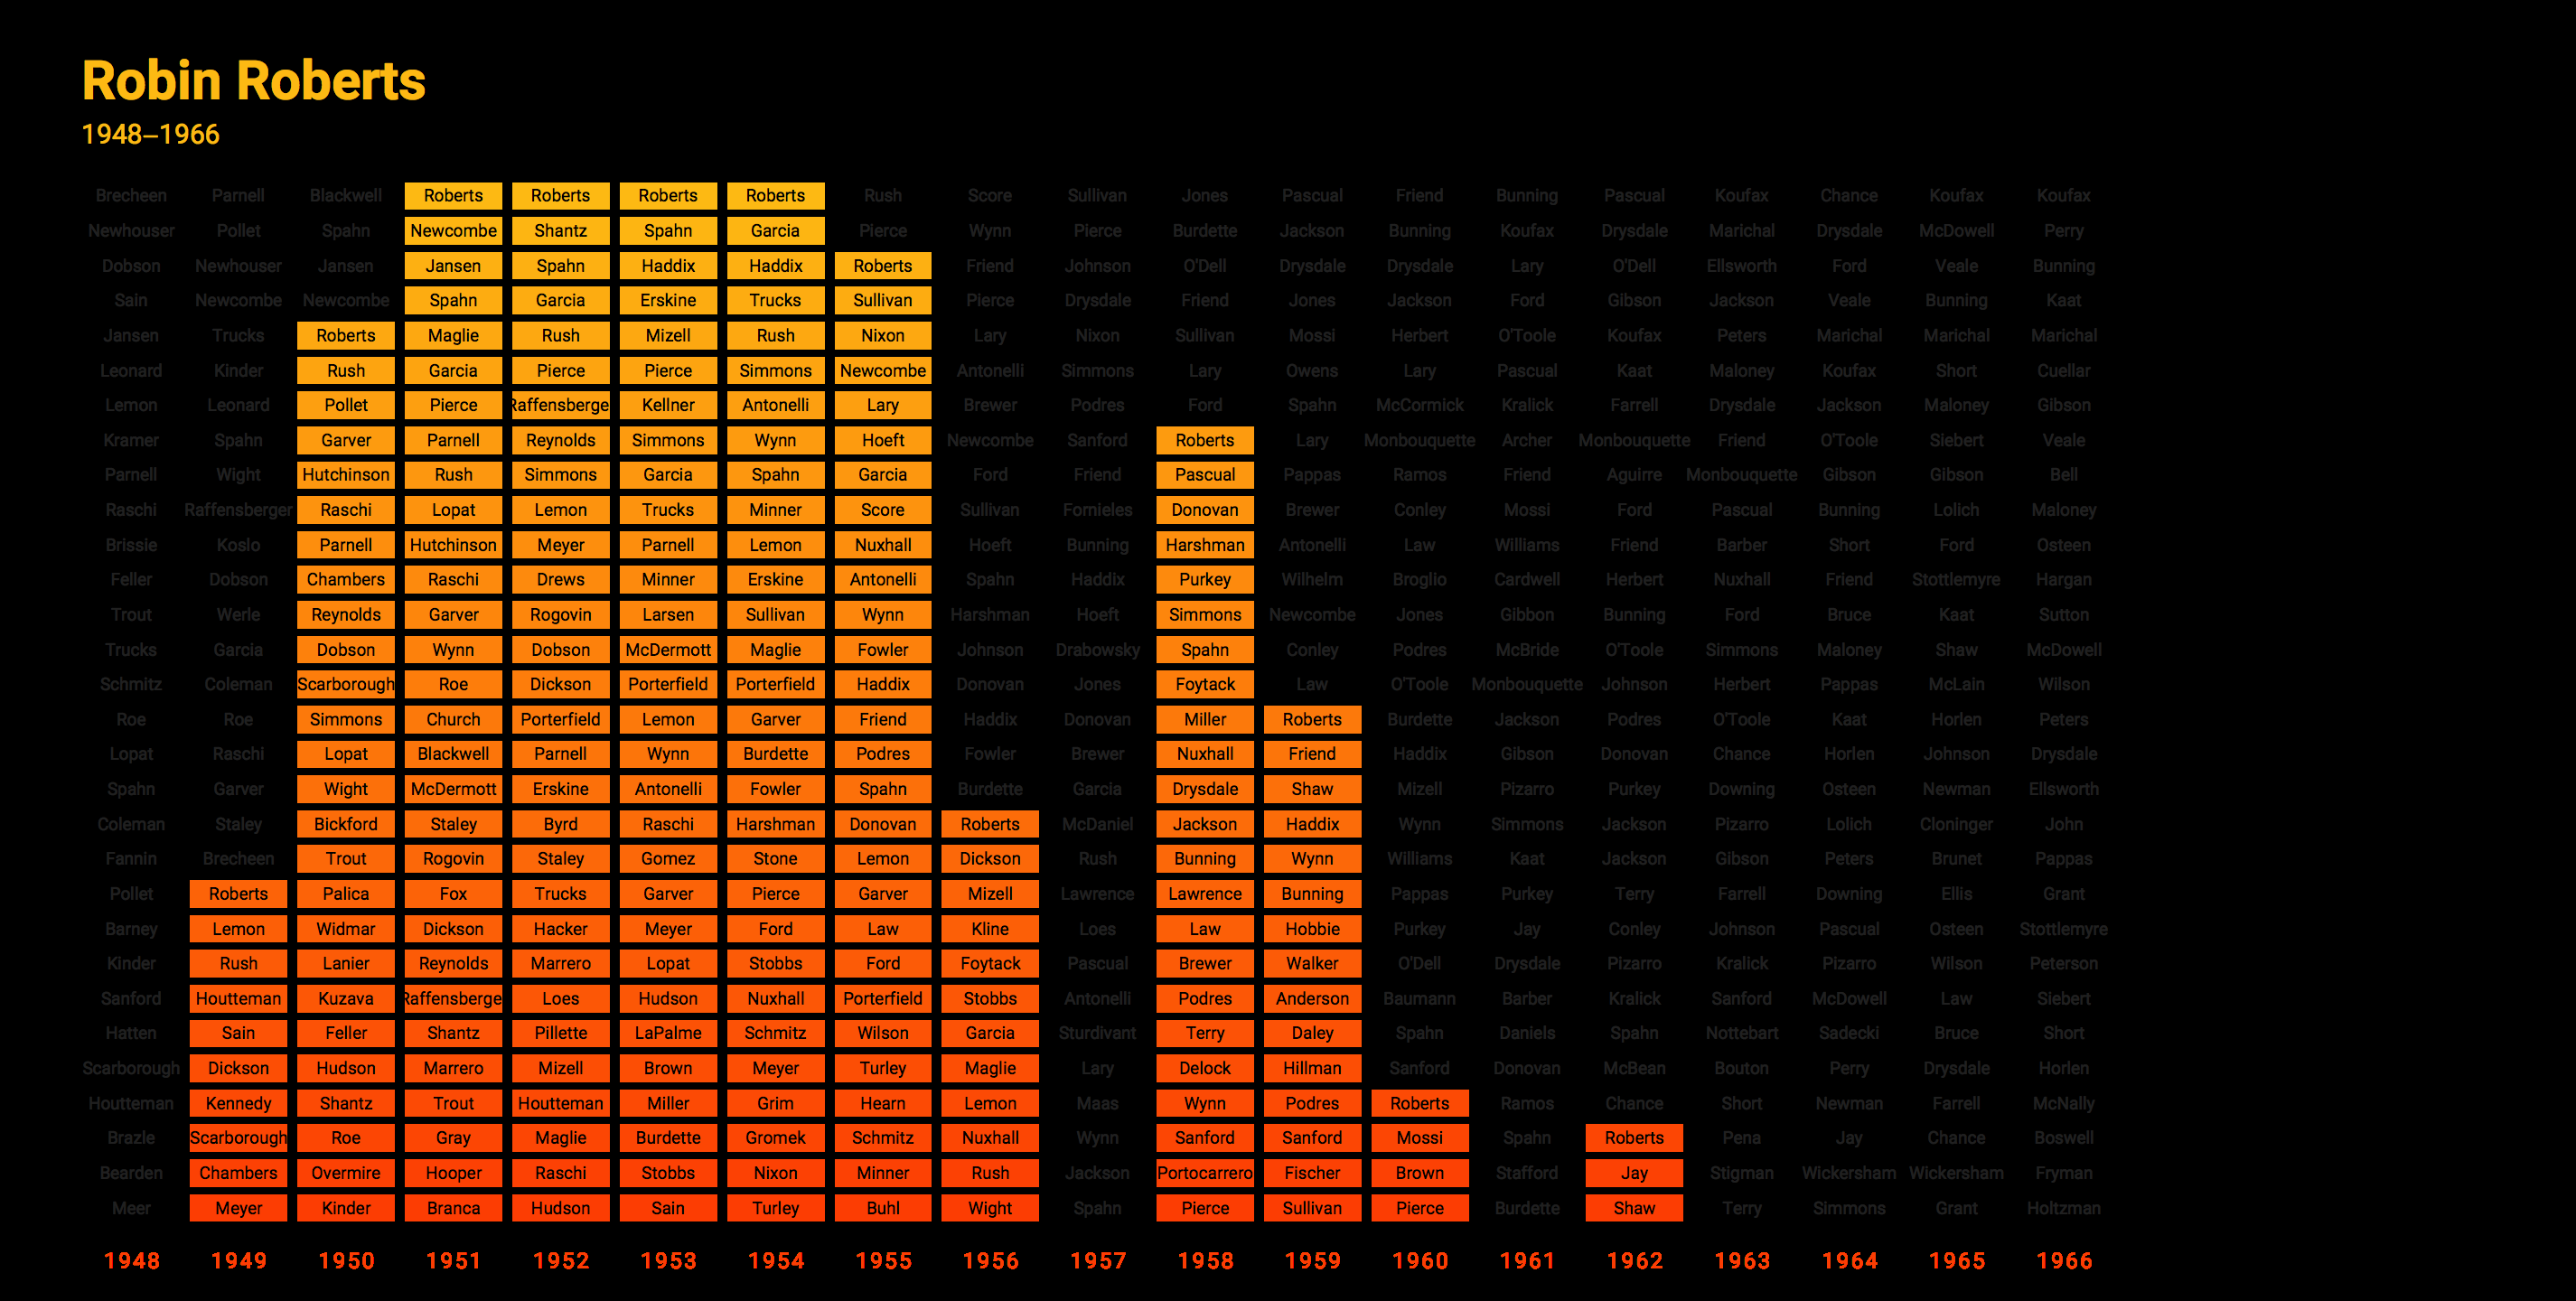 Robin Roberts
1948–1966
Brecheen Parnell Blackwell Roberts Roberts Roberts Roberts Rush Score Sullivan Jones Pascual Friend Bunning Pascual Koufax Chance Koufax Koufax
Newhouser Pollet Spahn Newcombe Shantz Spahn Garcia Pierce Wynn Pierce Burdette Jackson Bunning Koufax Drysdale Marichal Drysdale McDowell Perry
Dobson Newhouser Jansen Jansen Spahn Haddix Haddix Roberts Friend Johnson O'Dell Drysdale Drysdale Lary O'Dell Ellsworth Ford Veale Bunning
Sain Newcombe Newcombe Spahn Garcia Erskine Trucks Sullivan Pierce Drysdale Friend Jones Jackson Ford Gibson Jackson Veale Bunning Kaat
Jansen Trucks Roberts Maglie Rush Mizell Rush Nixon Lary Nixon Sullivan Mossi Herbert O'Toole Koufax Peters Marichal Marichal Marichal
Leonard Kinder Rush Garcia Pierce Pierce Simmons Newcombe Antonelli Simmons Lary Owens Lary Pascual Kaat Maloney Koufax Short Cuellar
Lemon Leonard Pollet Pierce Raffensberge Kellner Antonelli Lary Brewer Podres Ford Spahn McCormick Kralick Farrell Drysdale Jackson Maloney Gibson
Kramer Spahn Garver Parnell Reynolds Simmons Wynn Hoeft Newcombe Sanford Roberts Lary Monbouquette Archer Monbouquette Friend O'Toole Siebert Veale
Parnell Wight Hutchinson Rush Simmons Garcia Spahn Garcia Ford Friend Pascual Pappas Ramos Friend Aguirre Monbouquette Gibson Gibson Bell
Raschi Raffensberger Raschi Lopat Lemon Trucks Minner Score Sullivan Fornieles Donovan Brewer Conley Mossi Ford Pascual Bunning Lolich Maloney
Brissie Koslo Parnell Hutchinson Meyer Parnell Lemon Nuxhall Hoeft Bunning Harshman Antonelli Law Williams Friend Barber Short Ford Osteen
Feller Dobson Chambers Raschi Drews Minner Erskine Antonelli Spahn Haddix Purkey Wilhelm Broglio Cardwell Herbert Nuxhall Friend Stottlemyre Hargan
Trout Werle Reynolds Garver Rogovin Larsen Sullivan Wynn Harshman Hoeft Simmons Newcombe Jones Gibbon Bunning Ford Bruce Kaat Sutton
Trucks Garcia Dobson Wynn Dobson McDermott Maglie Fowler Johnson Drabowsky Spahn Conley Podres McBride O'Toole Simmons Maloney Shaw McDowell
Schmitz Coleman Scarborough Roe Dickson Porterfield Porterfield Haddix Donovan Jones Foytack Law O'Toole Monbouquette Johnson Herbert Pappas McLain Wilson
Roe Roe Simmons Church Porterfield Lemon Garver Friend Haddix Donovan Miller Roberts Burdette Jackson Podres O'Toole Kaat Horlen Peters
Lopat Raschi Lopat Blackwell Parnell Wynn Burdette Podres Fowler Brewer Nuxhall Friend Haddix Gibson Donovan Chance Horlen Johnson Drysdale
Spahn Garver Wight McDermott Erskine Antonelli Fowler Spahn Burdette Garcia Drysdale Shaw Mizell Pizarro Purkey Downing Osteen Newman Ellsworth
Coleman Staley Bickford Staley Byrd Raschi Harshman Donovan Roberts McDaniel Jackson Haddix Wynn Simmons Jackson Pizarro Lolich Cloninger John
Fannin Brecheen Trout Rogovin Staley Gomez Stone Lemon Dickson Rush Bunning Wynn Williams Kaat Jackson Gibson Peters Brunet Pappas
Pollet Roberts Palica Fox Trucks Garver Pierce Garver Mizell Lawrence Lawrence Bunning Pappas Purkey Terry Farrell Downing Ellis Grant
Barney Lemon Widmar Dickson Hacker Meyer Ford Law Kline Loes Law Hobbie Purkey Jay Conley Johnson Pascual Osteen Stottlemyre
Kinder Rush Lanier Reynolds Marrero Lopat Stobbs Ford Foytack Pascual Brewer Walker O'Dell Drysdale Pizarro Kralick Pizarro Wilson Peterson
Sanford Houtteman Kuzava Raffensberge Loes Hudson Nuxhall Porterfield Stobbs Antonelli Podres Anderson Baumann Barber Kralick Sanford McDowell Law Siebert
Hatten Sain Feller Shantz Pillette LaPalme Schmitz Wilson Garcia Sturdivant Terry Daley Spahn Daniels Spahn Nottebart Sadecki Bruce Short
Scarborough Dickson Hudson Marrero Mizell Brown Meyer Turley Maglie Lary Delock Hillman Sanford Donovan McBean Bouton Perry Drysdale Horlen
Houtteman Kennedy Shantz Trout Houtteman Miller Grim Hearn Lemon Maas Wynn Podres Roberts Ramos Chance Short Newman Farrell McNally
Brazle Scarborough Roe Gray Maglie Burdette Gromek Schmitz Nuxhall Wynn Sanford Sanford Mossi Spahn Roberts Pena Jay Chance Boswell
Bearden Chambers Overmire Hooper Raschi Stobbs Nixon Minner Rush Jackson Portocarrero Fischer Brown Stafford Jay Stigman Wickersham Wickersham Fryman
Meer Meyer Kinder Branca Hudson Sain Turley Buhl Wight Spahn Pierce Sullivan Pierce Burdette Shaw Terry Simmons Grant Holtzman
1948 1949 1950 1951 1952 1953 1954 1955 1956 1957 1958 1959 1960 1961 1962 1963 1964 1965 1966